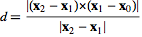 d = |(x₂ − x₁)×(x₁ − x₀)| / |x₂ − x₁|